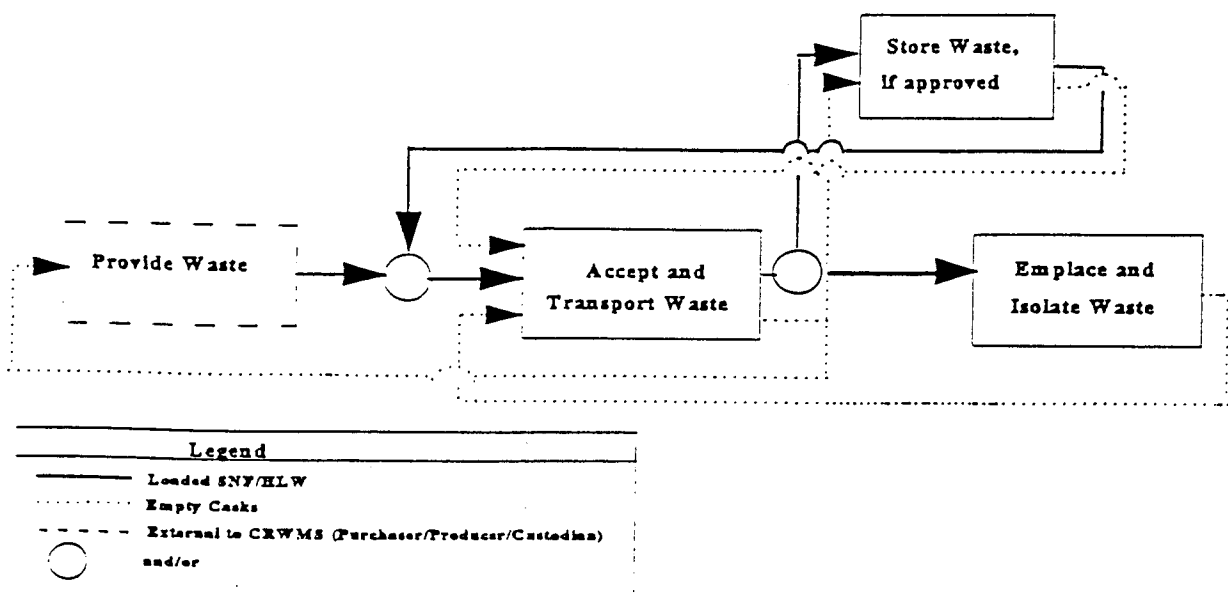 Store Waste,
if approved
Provide Waste
Accept and
Transport Waste
Emplace and
Isolate Waste
Legend
Loaded SNF/HLW
Empty Casks
External to CRWMS (Purchaser/Producer/Custodian)
and/or